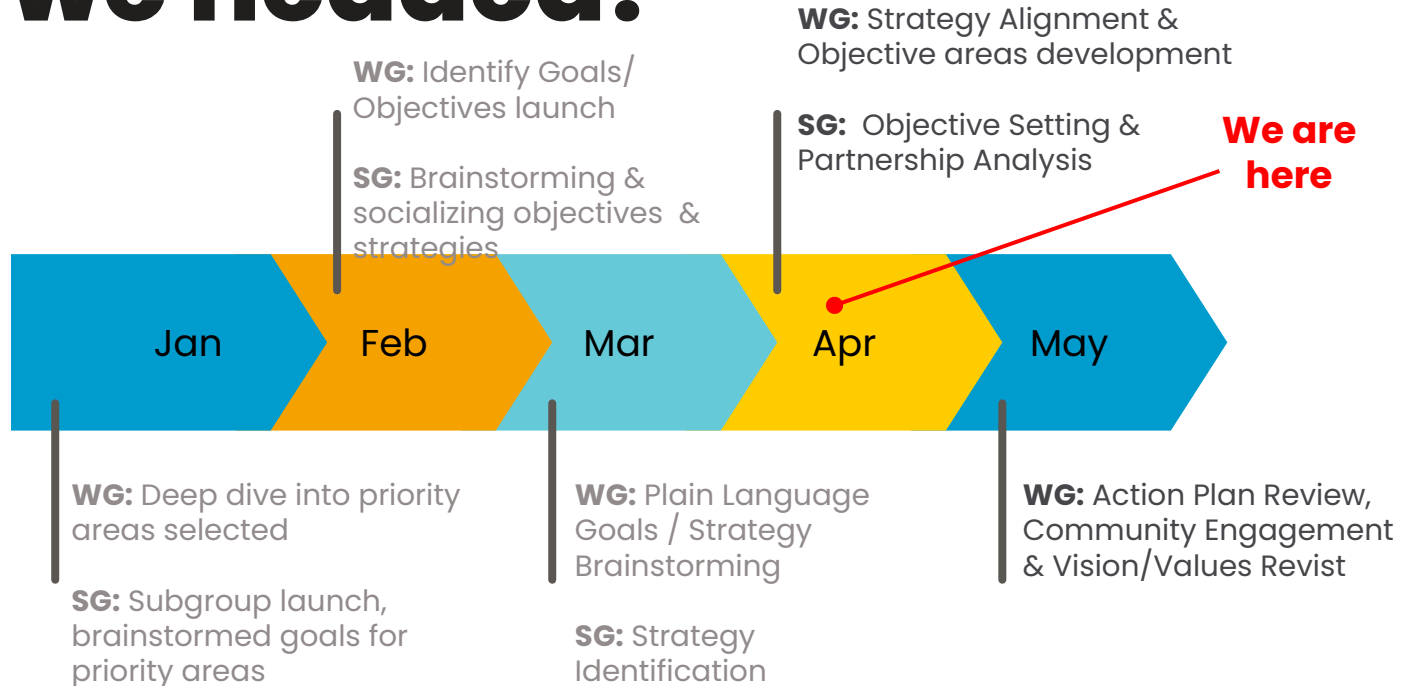 we needed?
WG: Identify Goals/
Objectives launch
SG: Brainstorming &
socializing objectives &
strategies
WG: Strategy Alignment &
Objective areas development
SG: Objective Setting &
Partnership Analysis
We are
here
Jan
Feb
Mar
Apr
May
WG: Deep dive into priority
areas selected
SG: Subgroup launch,
brainstormed goals for
priority areas
WG: Plain Language
Goals / Strategy
Brainstorming
SG: Strategy
Identification
WG: Action Plan Review,
Community Engagement
& Vision/Values Revist